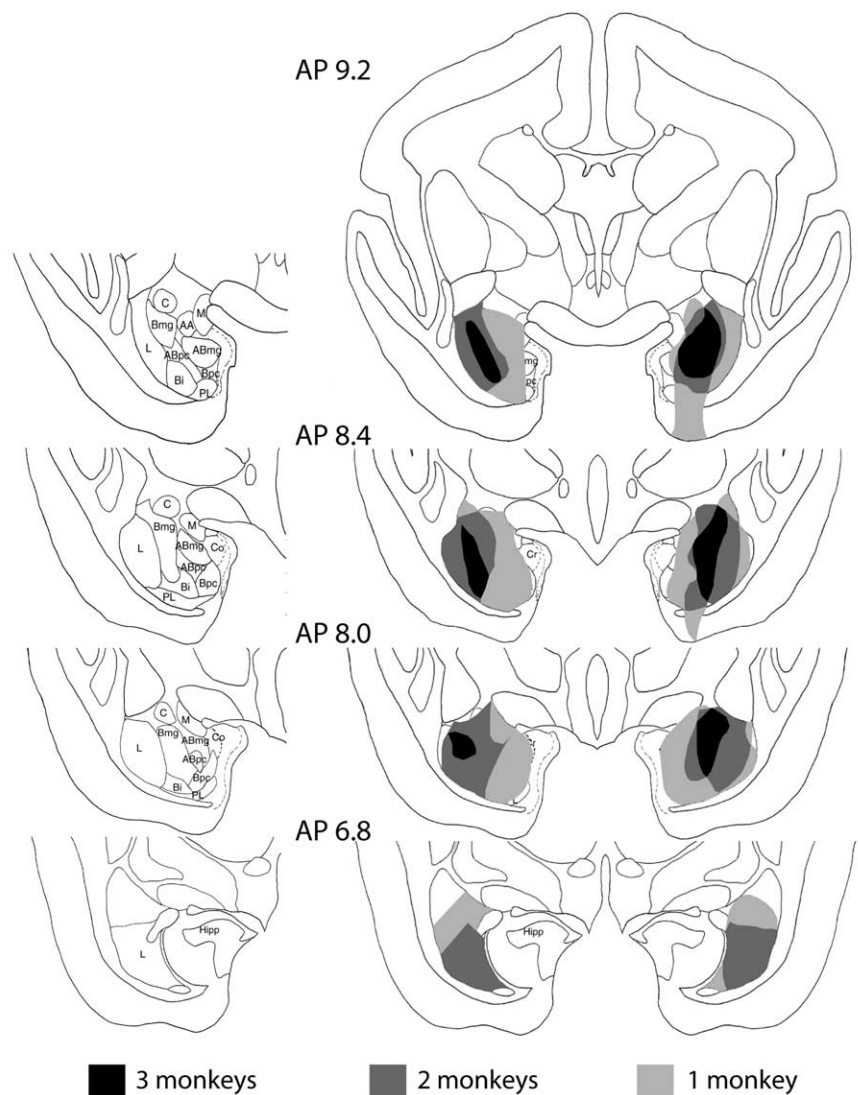 AP 9.2
C
M
Bmg
AA
L
ABmg
ABpc
Bi
Bpc
PL
mg
pc
AP 8.4
C
Bmg
M
L
ABmg
Co
ABpc
Bi
Bpc
PL
Cr
AP 8.0
C
M
Bmg
Co
ABmg
L
ABpc
Bpc
Bi
PL
AP 6.8
Hipp
L
Hipp
3 monkeys 2 monkeys 1 monkey